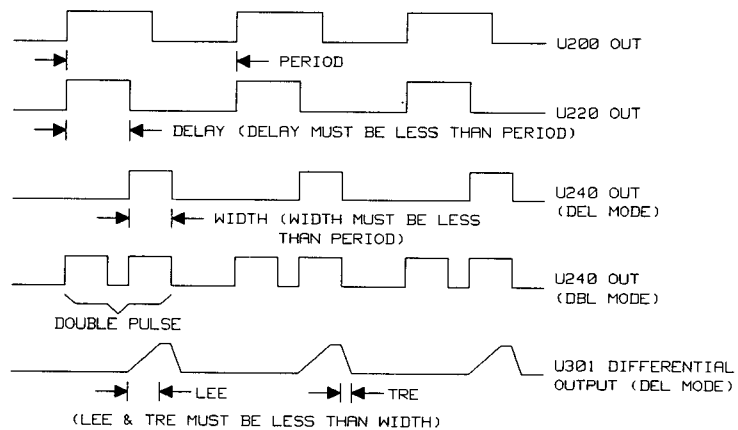 U200 OUT
PERIOD
U220 OUT
DELAY (DELAY MUST BE LESS THAN PERIOD)
U240 OUT
(DEL MODE)
WIDTH (WIDTH MUST BE LESS
THAN PERIOD)
U240 OUT
(DBL MODE)
DOUBLE PULSE
U301 DIFFERENTIAL
OUTPUT (DEL MODE)
LEE
TRE
(LEE & TRE MUST BE LESS THAN WIDTH)